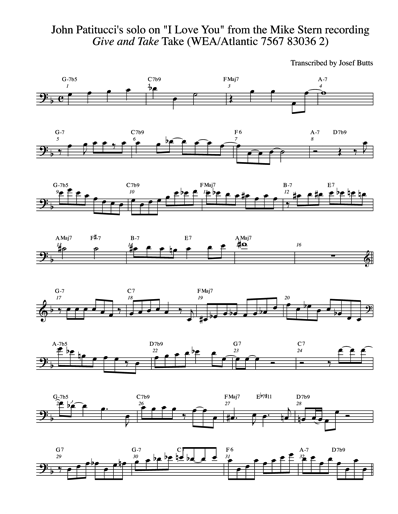 John Patitucci's solo on "I Love You" from the Mike Stern recording
Give and Take Take (WEA/Atlantic 7567 83036 2)
Transcribed by Josef Butts
G-7b5 C7b9 FMaj7 A-7
1 2 3 4
G-7 C7b9 F6 A-7 D7b9
5 6 7 8
G-7b5 C7b9 FMaj7 B-7 E7
9 10 11 12
AMaj7 F#-7 B-7 E7 AMaj7
13 14 15 16
G-7 C7 FMaj7
17 18 19 20
A-7b5 D7b9 G7 C7
21 22 23 24
G-7b5 C7b9 FMaj7 Eb7#11 D7b9
25 26 27 28
G7 G-7 C F6 A-7 D7b9
29 30 31 32